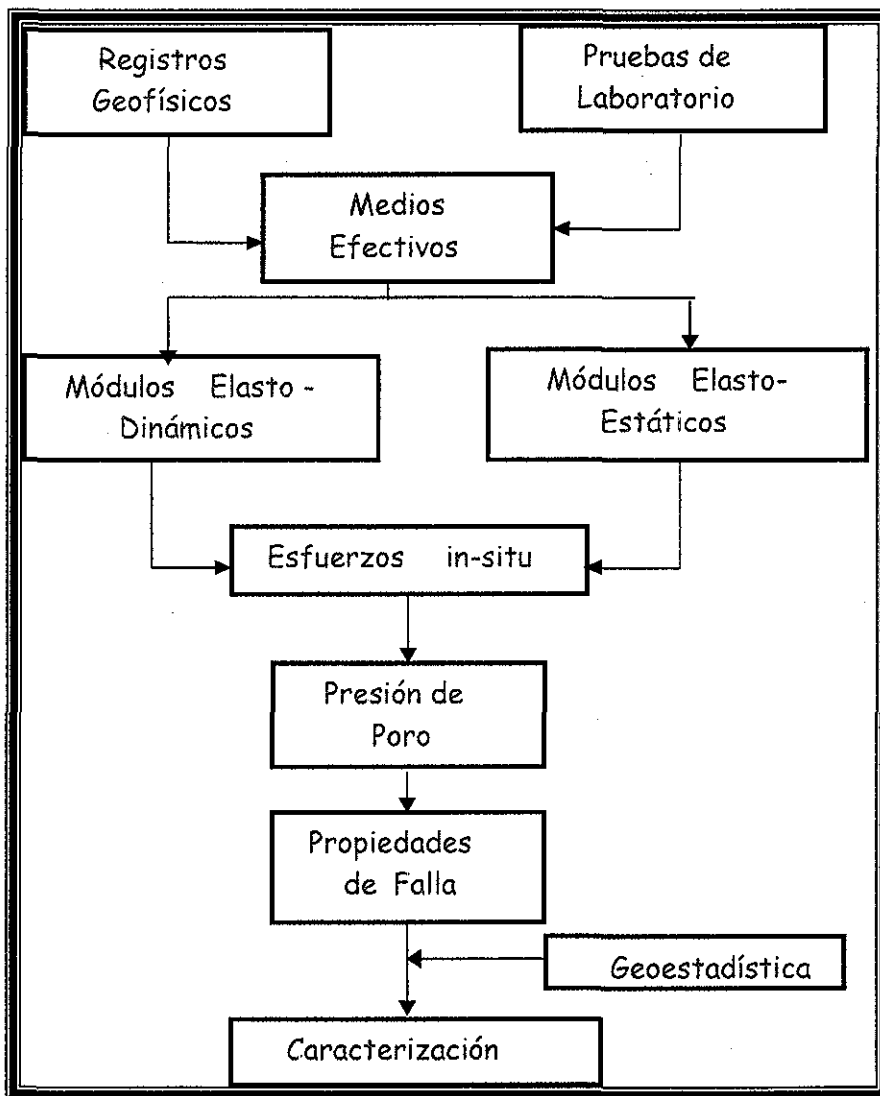 Registros
Geofísicos
Pruebas de
Laboratorio
Medios
Efectivos
Módulos Elasto -
Dinámicos
Módulos Elasto-
Estáticos
Esfuerzos in-situ
Presión de
Poro
Propiedades
de Falla
Geoestadística
Caracterización